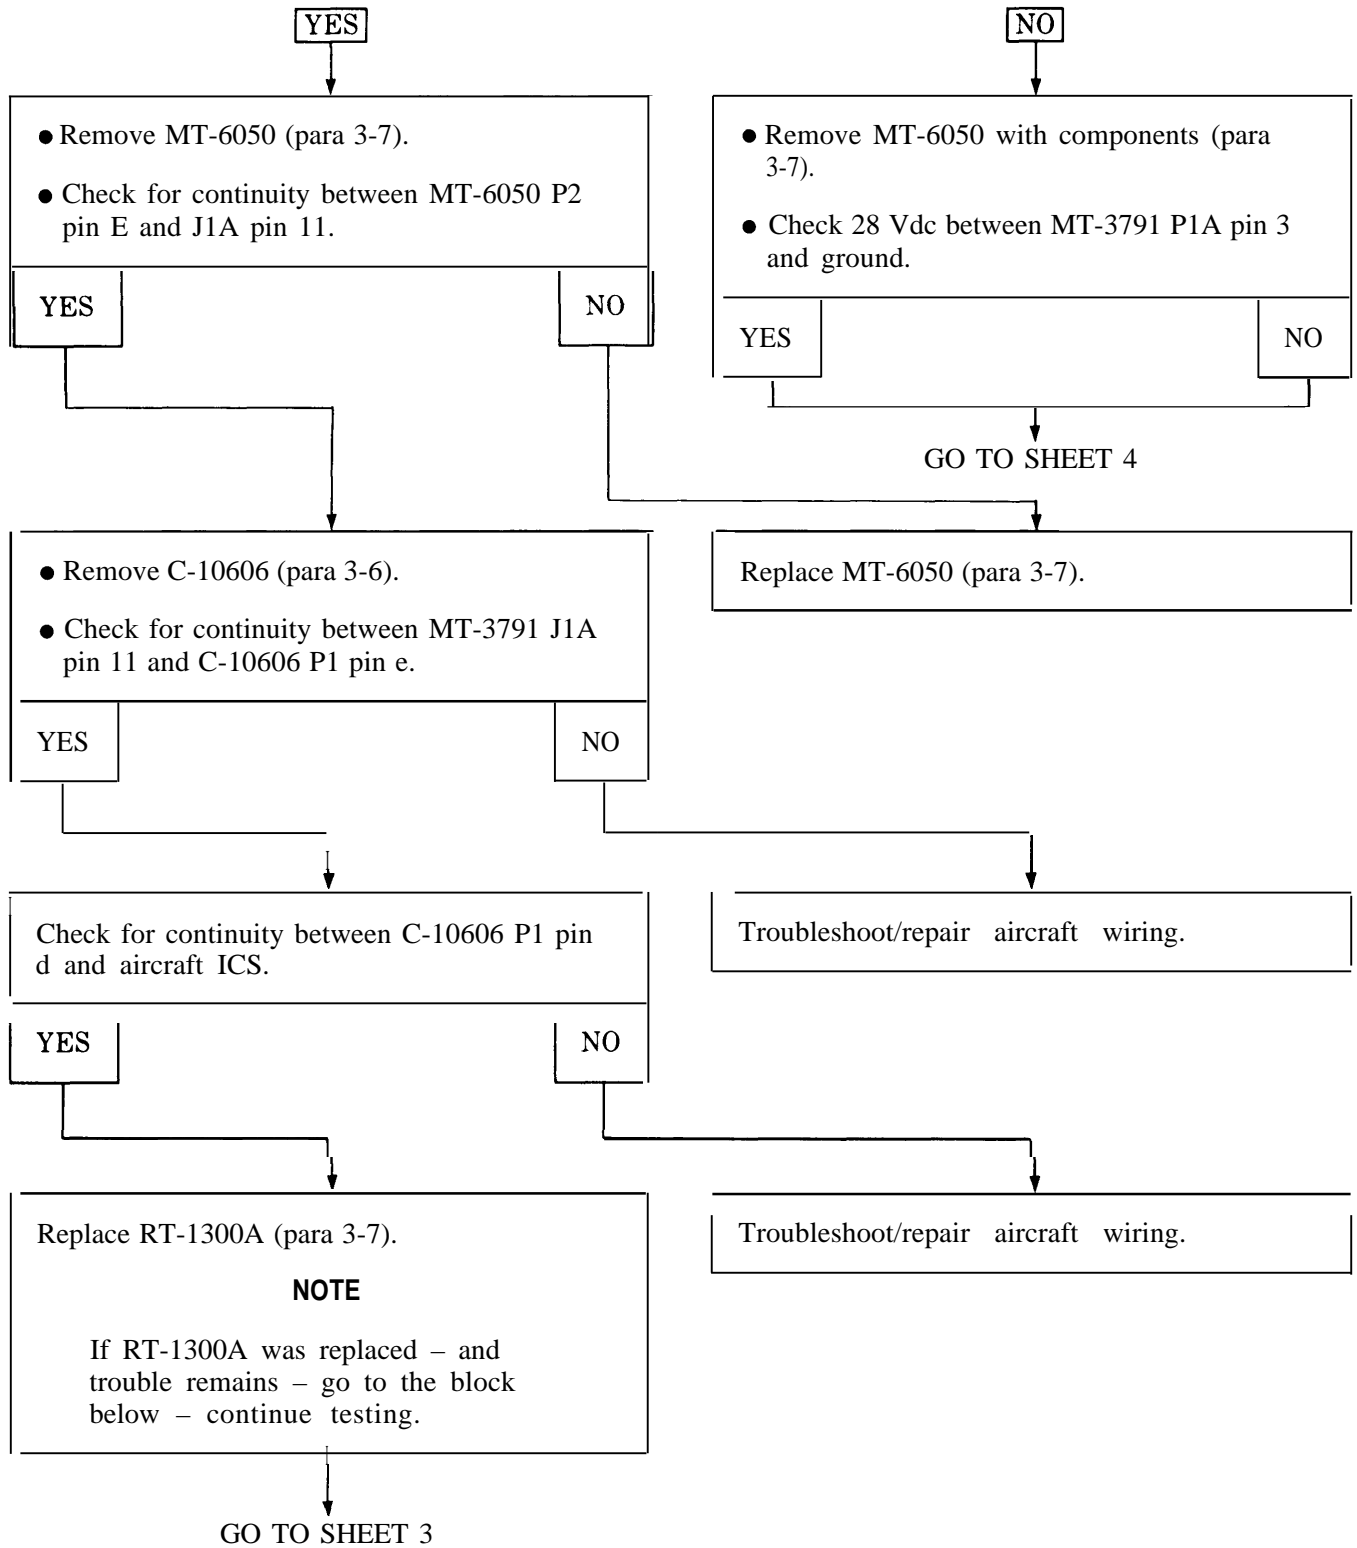 YES
NO
● Remove MT-6050 (para 3-7).
● Check for continuity between MT-6050 P2
pin E and J1A pin 11.
YES
NO
● Remove MT-6050 with components (para
3-7).
● Check 28 Vdc between MT-3791 P1A pin 3
and ground.
YES
NO
GO TO SHEET 4
● Remove C-10606 (para 3-6).
● Check for continuity between MT-3791 J1A
pin 11 and C-10606 P1 pin e.
YES
NO
Replace MT-6050 (para 3-7).
Check for continuity between C-10606 P1 pin
d and aircraft ICS.
YES
NO
Troubleshoot/repair aircraft wiring.
Replace RT-1300A (para 3-7).
NOTE
If RT-1300A was replaced – and
trouble remains – go to the block
below – continue testing.
Troubleshoot/repair aircraft wiring.
GO TO SHEET 3